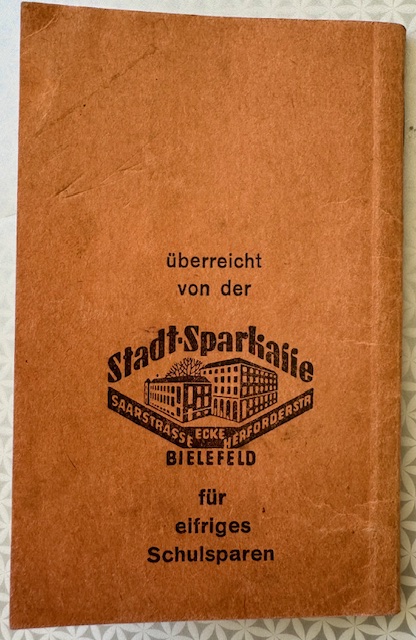 überreicht
von der
Stadt-Sparkasse
SAARSTRASSE ECKE HERFORDERSTR
BIELEFELD
für
eifriges
Schulsparen